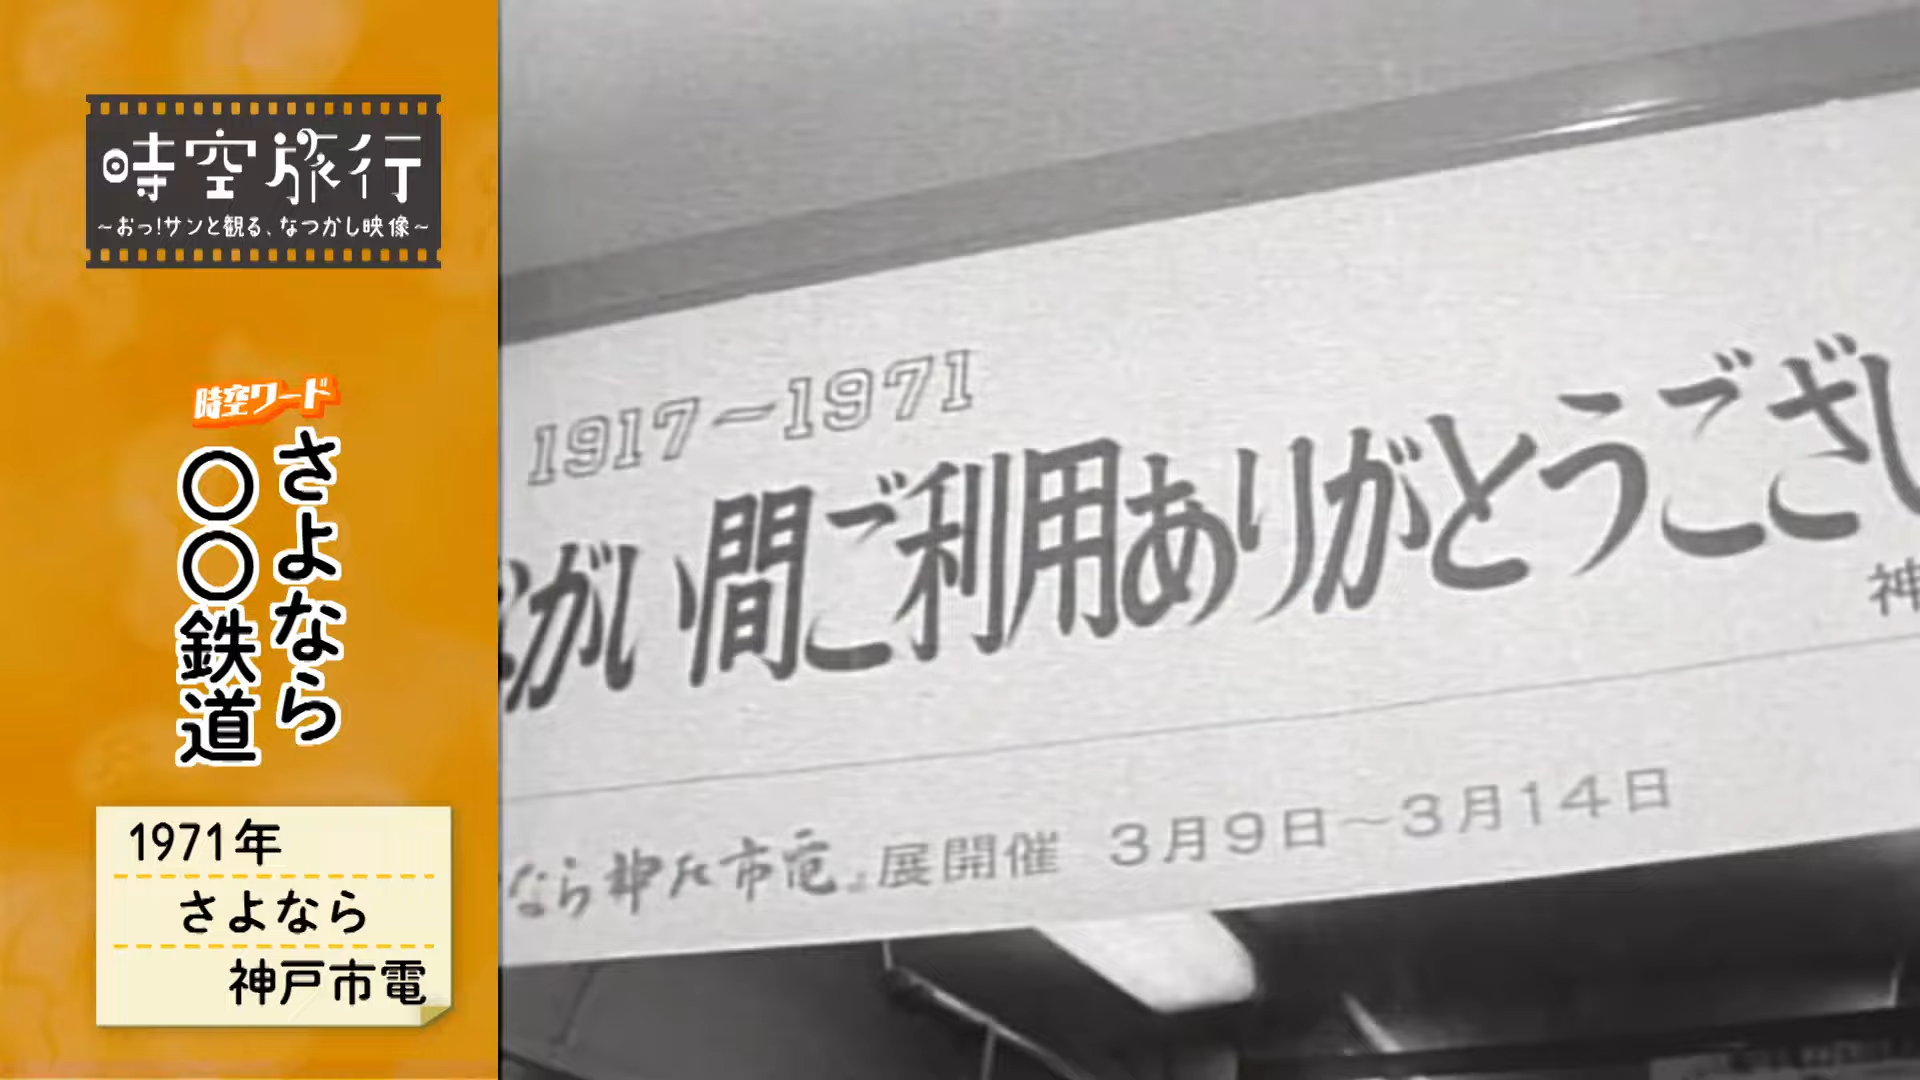 時空旅行
～おっ!サンと観る、なつかし映像～
時空ワード
さよなら
〇〇鉄道
1971年
さよなら
神戸市電
1917～1971
がい間ご利用ありがとうござ
神
なら神戸市電』展開催 3月9日～3月14日